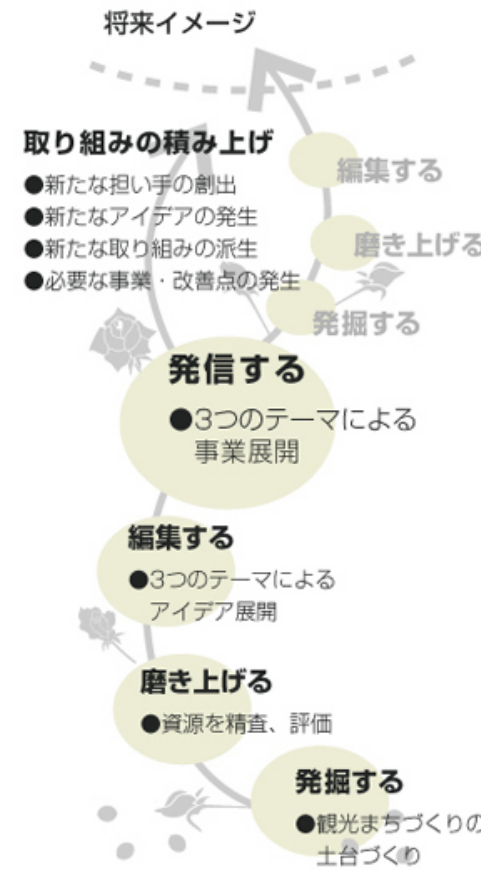 将来イメージ
取り組みの積み上げ
●新たな担い手の創出
●新たなアイデアの発生
●新たな取り組みの派生
●必要な事業・改善点の発生
編集する
磨き上げる
発掘する
発信する
●3つのテーマによる
事業展開
編集する
●3つのテーマによる
アイデア展開
磨き上げる
●資源を精査、評価
発掘する
●観光まちづくりの
土台づくり